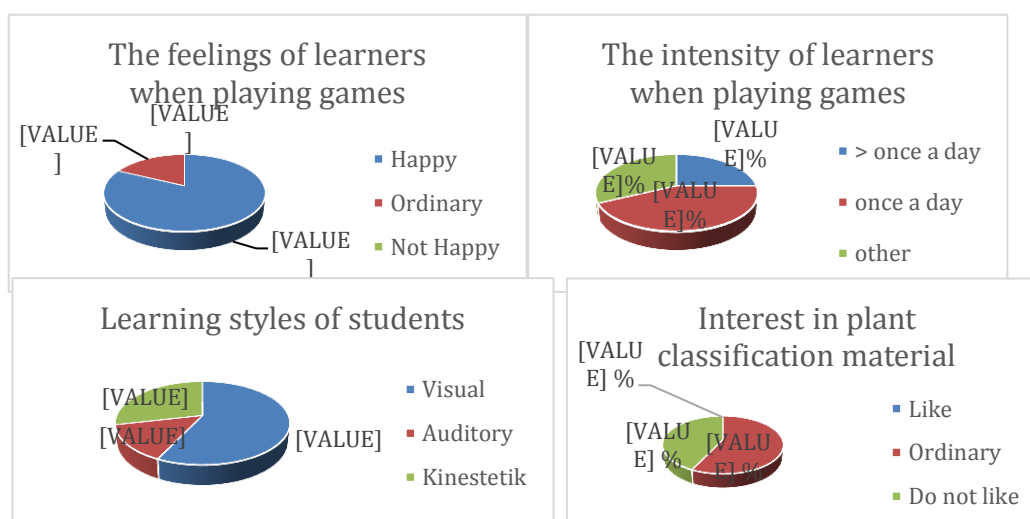 The feelings of learners
when playing games
[VALUE
]
[VALUE
]
[VALUE
]
Happy
Ordinary
Not Happy
The intensity of learners
when playing games
[VALU
E]%
[VALU
E]%
[VALU
E]%
> once a day
once a day
other
Learning styles of students
[VALUE]
[VALUE]
[VALUE]
Visual
Auditory
Kinestetik
Interest in plant
classification material
[VALU
E] %
[VALU
E] %
[VALU
E] %
Like
Ordinary
Do not like